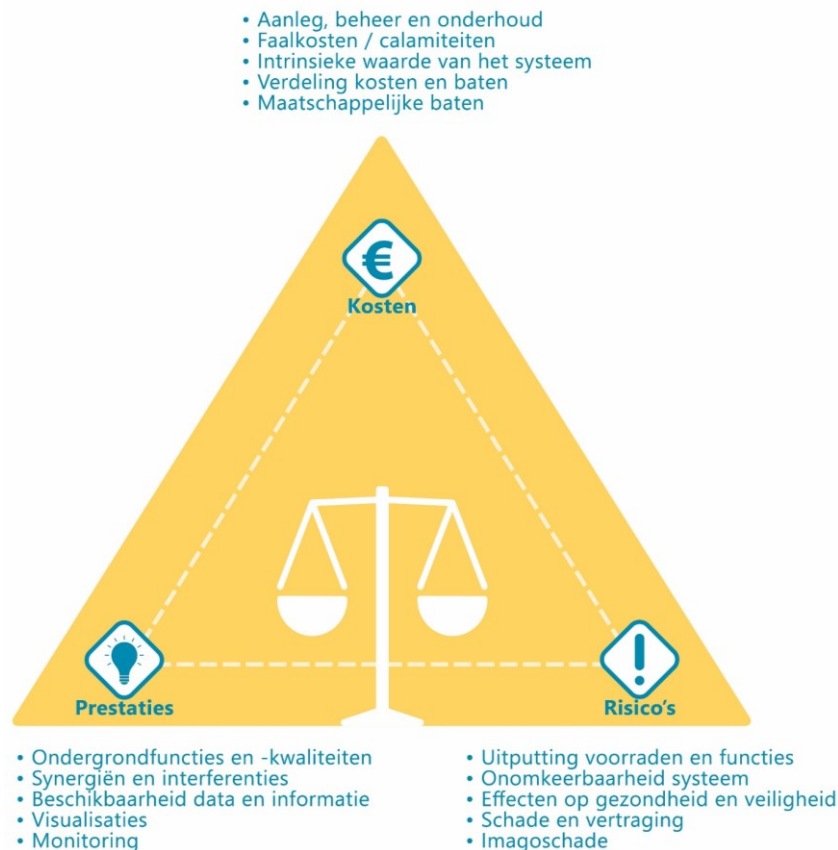 • Aanleg, beheer en onderhoud
• Faalkosten / calamiteiten
• Intrinsieke waarde van het systeem
• Verdeling kosten en baten
• Maatschappelijke baten
€
Kosten
!
Prestaties
Risico's
• Ondergrondfuncties en -kwaliteiten
• Synergiën en interferenties
• Beschikbaarheid data en informatie
• Visualisaties
• Monitoring
• Uitputting voorraden en functies
• Onomkeerbaarheid systeem
• Effecten op gezondheid en veiligheid
• Schade en vertraging
• Imagoschade